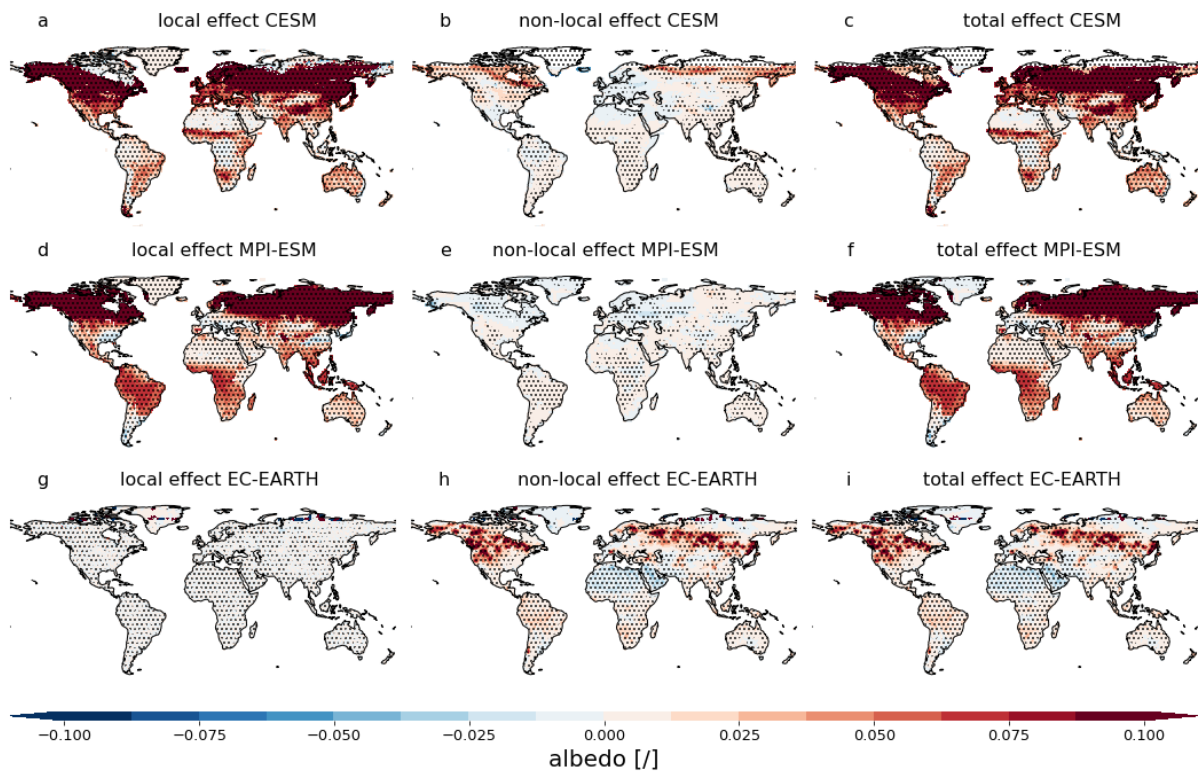 a local effect CESM b non-local effect CESM c total effect CESM
d local effect MPI-ESM e non-local effect MPI-ESM f total effect MPI-ESM
g local effect EC-EARTH h non-local effect EC-EARTH i total effect EC-EARTH
−0.100 −0.075 −0.050 −0.025 0.000 0.025 0.050 0.075 0.100
albedo [/]